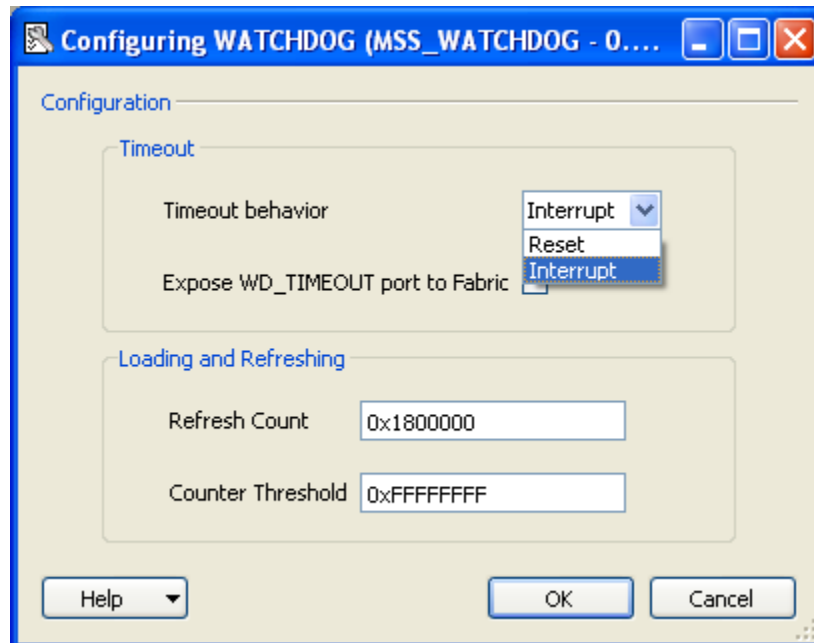 Configuring WATCHDOG (MSS_WATCHDOG - 0....
Configuration
Timeout
Timeout behavior Interrupt
Reset
Interrupt
Expose WD_TIMEOUT port to Fabric
Loading and Refreshing
Refresh Count 0x1800000
Counter Threshold 0xFFFFFFFF
Help OK Cancel